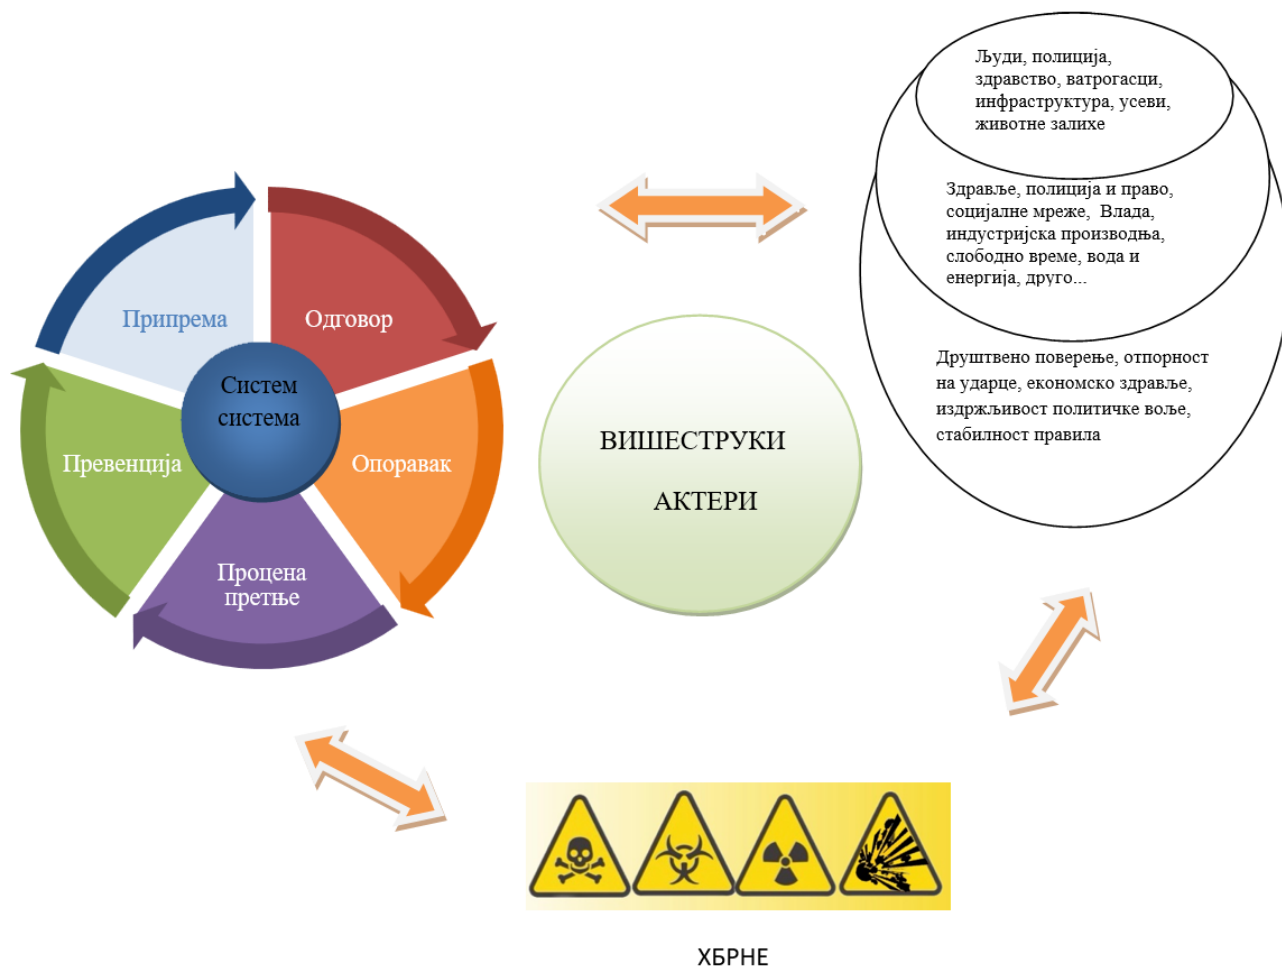 Људи, полиција,
здравство, ватрогасци,
инфраструктура, усеви,
животне залихе
Здравље, полиција и право,
социјалне мреже, Влада,
индустријска производња,
слободно време, вода и
енергија, друго...
Друштвено поверење, отпорност
на ударце, економско здравље,
издржљивост политичке воље,
стабилност правила
Припрема
Одговор
Систем
система
Превенција
Опоравак
Процена
претње
ВИШЕСТРУКИ
АКТЕРИ
ХБРНЕ